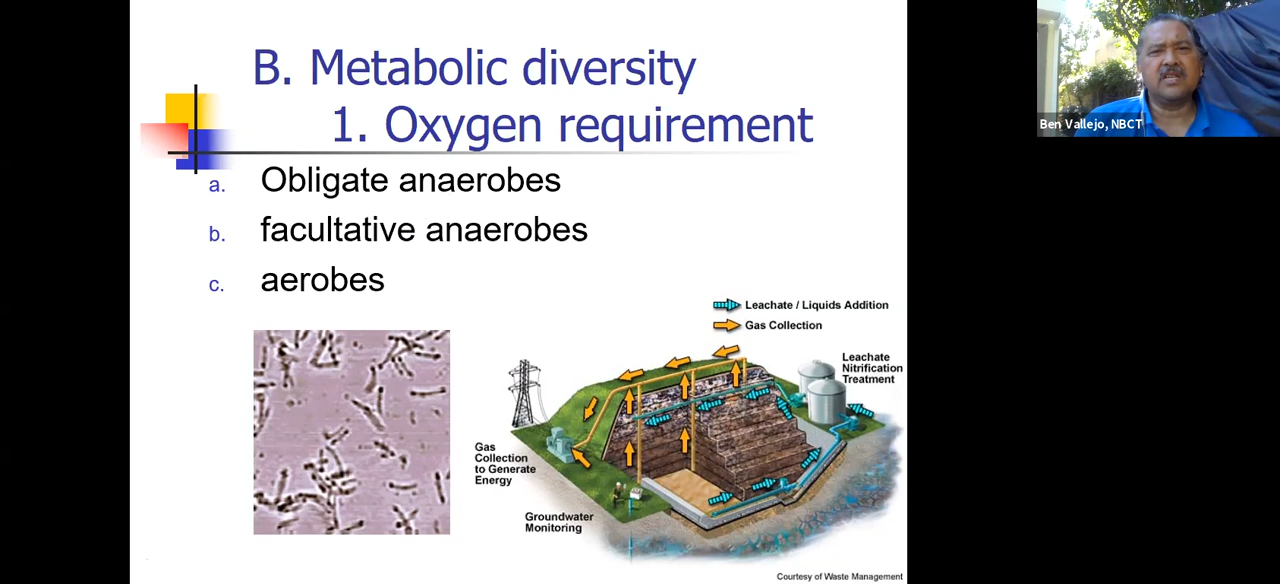 B. Metabolic diversity
1. Oxygen requirement
a. Obligate anaerobes
b. facultative anaerobes
c. aerobes
Leachate / Liquids Addition
Gas Collection
Leachate
Nitrification
Treatment
Gas
Collection
to Generate
Energy
Groundwater
Monitoring
Courtesy of Waste Management
Ben Vallejo, NBCT